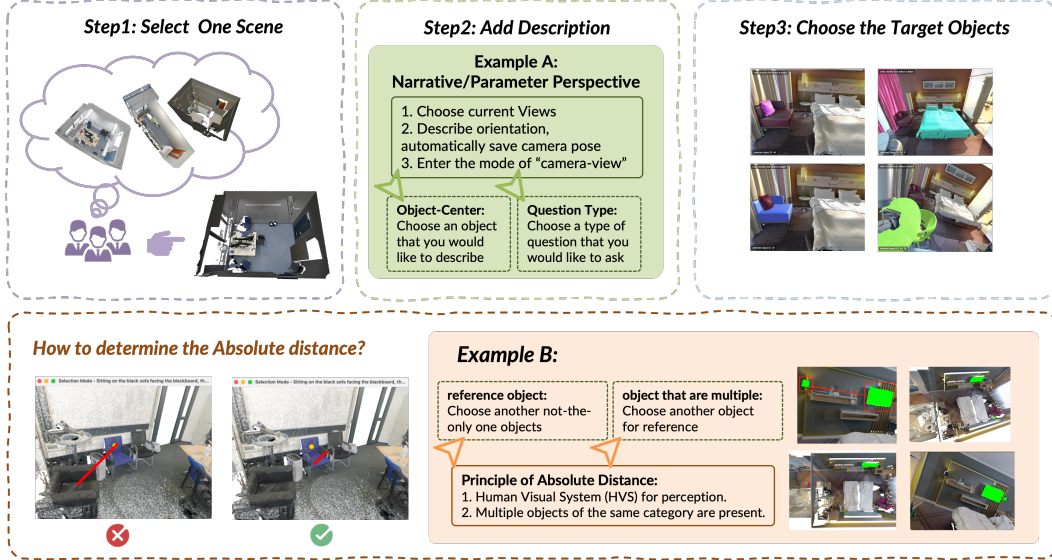 Step1: Select One Scene
Step2: Add Description
Example A:
Narrative/Parameter Perspective
1. Choose current Views
2. Describe orientation,
automatically save camera pose
3. Enter the mode of “camera-view”
Object-Center:
Choose an object
that you would
like to describe
Question Type:
Choose a type of
question that you
would like to ask
Step3: Choose the Target Objects
How to determine the Absolute distance?
Selection Mode - Sitting on the black sofa facing the blackboard, th...
Selection Mode - Sitting on the black sofa facing the blackboard, th...
Example B:
reference object:
Choose another not-the-
only one objects
object that are multiple:
Choose another object
for reference
Principle of Absolute Distance:
1. Human Visual System (HVS) for perception.
2. Multiple objects of the same category are present.